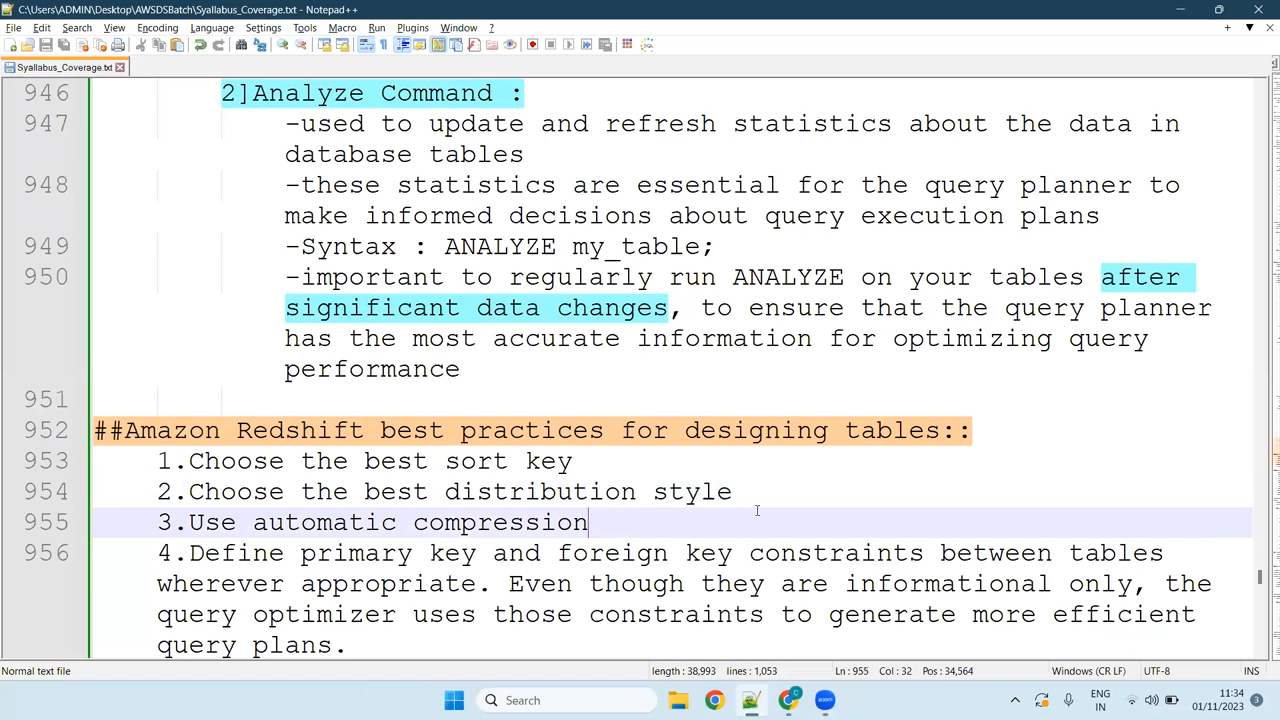 C:\Users\ADMIN\Desktop\AWSDSBatch\Syallabus_Coverage.txt - Notepad++
File Edit Search View Encoding Language Settings Tools Macro Run Plugins Window ?
Syallabus_Coverage.txt
946 2]Analyze Command :
947 -used to update and refresh statistics about the data in
database tables
948 -these statistics are essential for the query planner to
make informed decisions about query execution plans
949 -Syntax : ANALYZE my_table;
950 -important to regularly run ANALYZE on your tables after
significant data changes, to ensure that the query planner
has the most accurate information for optimizing query
performance
951
952 ##Amazon Redshift best practices for designing tables::
953 1.Choose the best sort key
954 2.Choose the best distribution style
955 3.Use automatic compression
956 4.Define primary key and foreign key constraints between tables
wherever appropriate. Even though they are informational only, the
query optimizer uses those constraints to generate more efficient
query plans.
Normal text file length : 38,993 lines : 1,053 Ln : 955 Col : 32 Pos : 34,564 Windows (CR LF) UTF-8 INS
Search
ENG
IN
11:34
01/11/2023